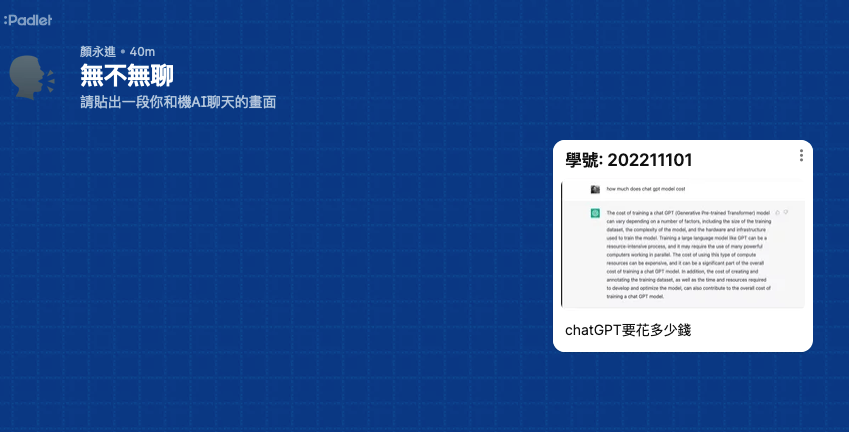 :Padlet
顏永進 • 40m
無不無聊
請貼出一段你和機AI聊天的畫面
學號: 202211101
how much does chat gpt model cost
The cost of training a chat GPT (Generative Pre-trained Transformer) model
can vary depending on a number of factors, including the size of the training
dataset, the complexity of the model, and the hardware and infrastructure
used to train the model. Training a large language model like GPT can be a
resource-intensive process, and it may require the use of many powerful
computers working in parallel. The cost of using this type of compute
resources can be expensive, and it can be a significant part of the overall
cost of training a chat GPT model. In addition, the cost of creating and
annotating the training dataset, as well as the time and resources required
to develop and optimize the model, can also contribute to the overall cost of
training a chat GPT model.
chatGPT要花多少錢